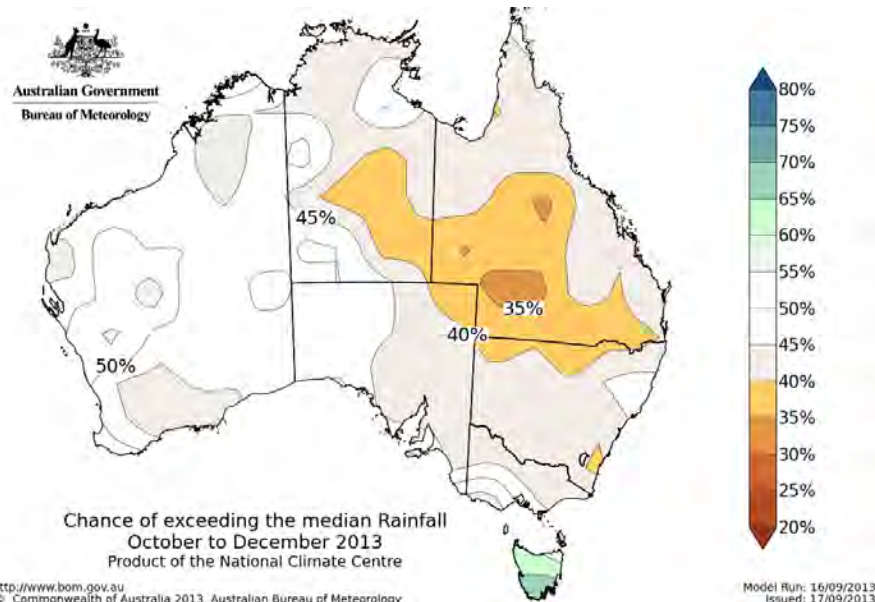 Australian Government
Bureau of Meteorology
80%
75%
70%
65%
60%
55%
50%
45%
40%
35%
30%
25%
20%
45%
35%
40%
50%
Chance of exceeding the median Rainfall
October to December 2013
Product of the National Climate Centre
ttp://www.bom.gov.au
© Commonwealth of Australia 2013, Australian Bureau of Meteorology
Model Run: 16/09/2013
Issued: 17/09/2013